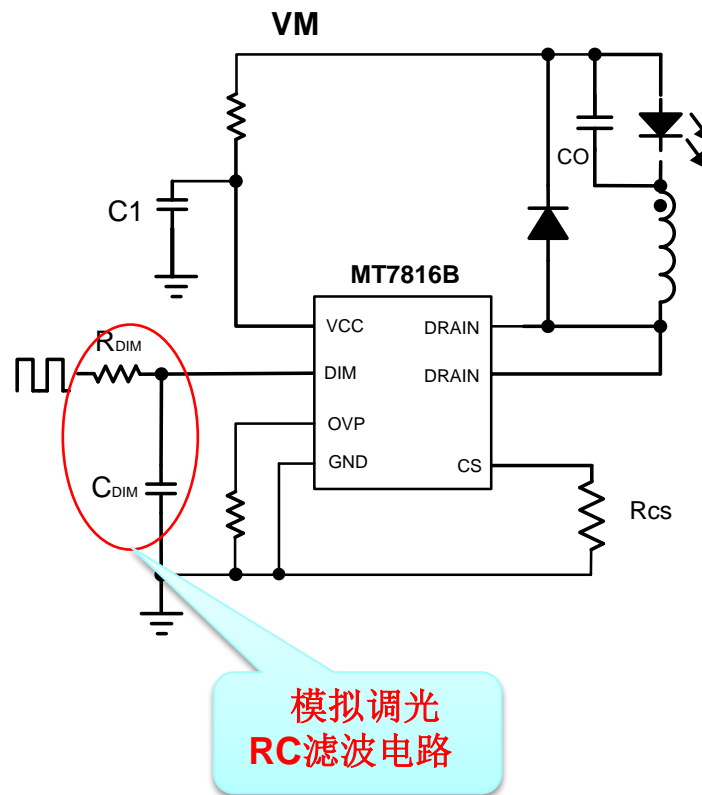 VM
CO
C1
MT7816B
VCC
DRAIN
RDIM
DIM
DRAIN
OVP
GND
CS
CDIM
Rcs
模拟调光
RC滤波电路